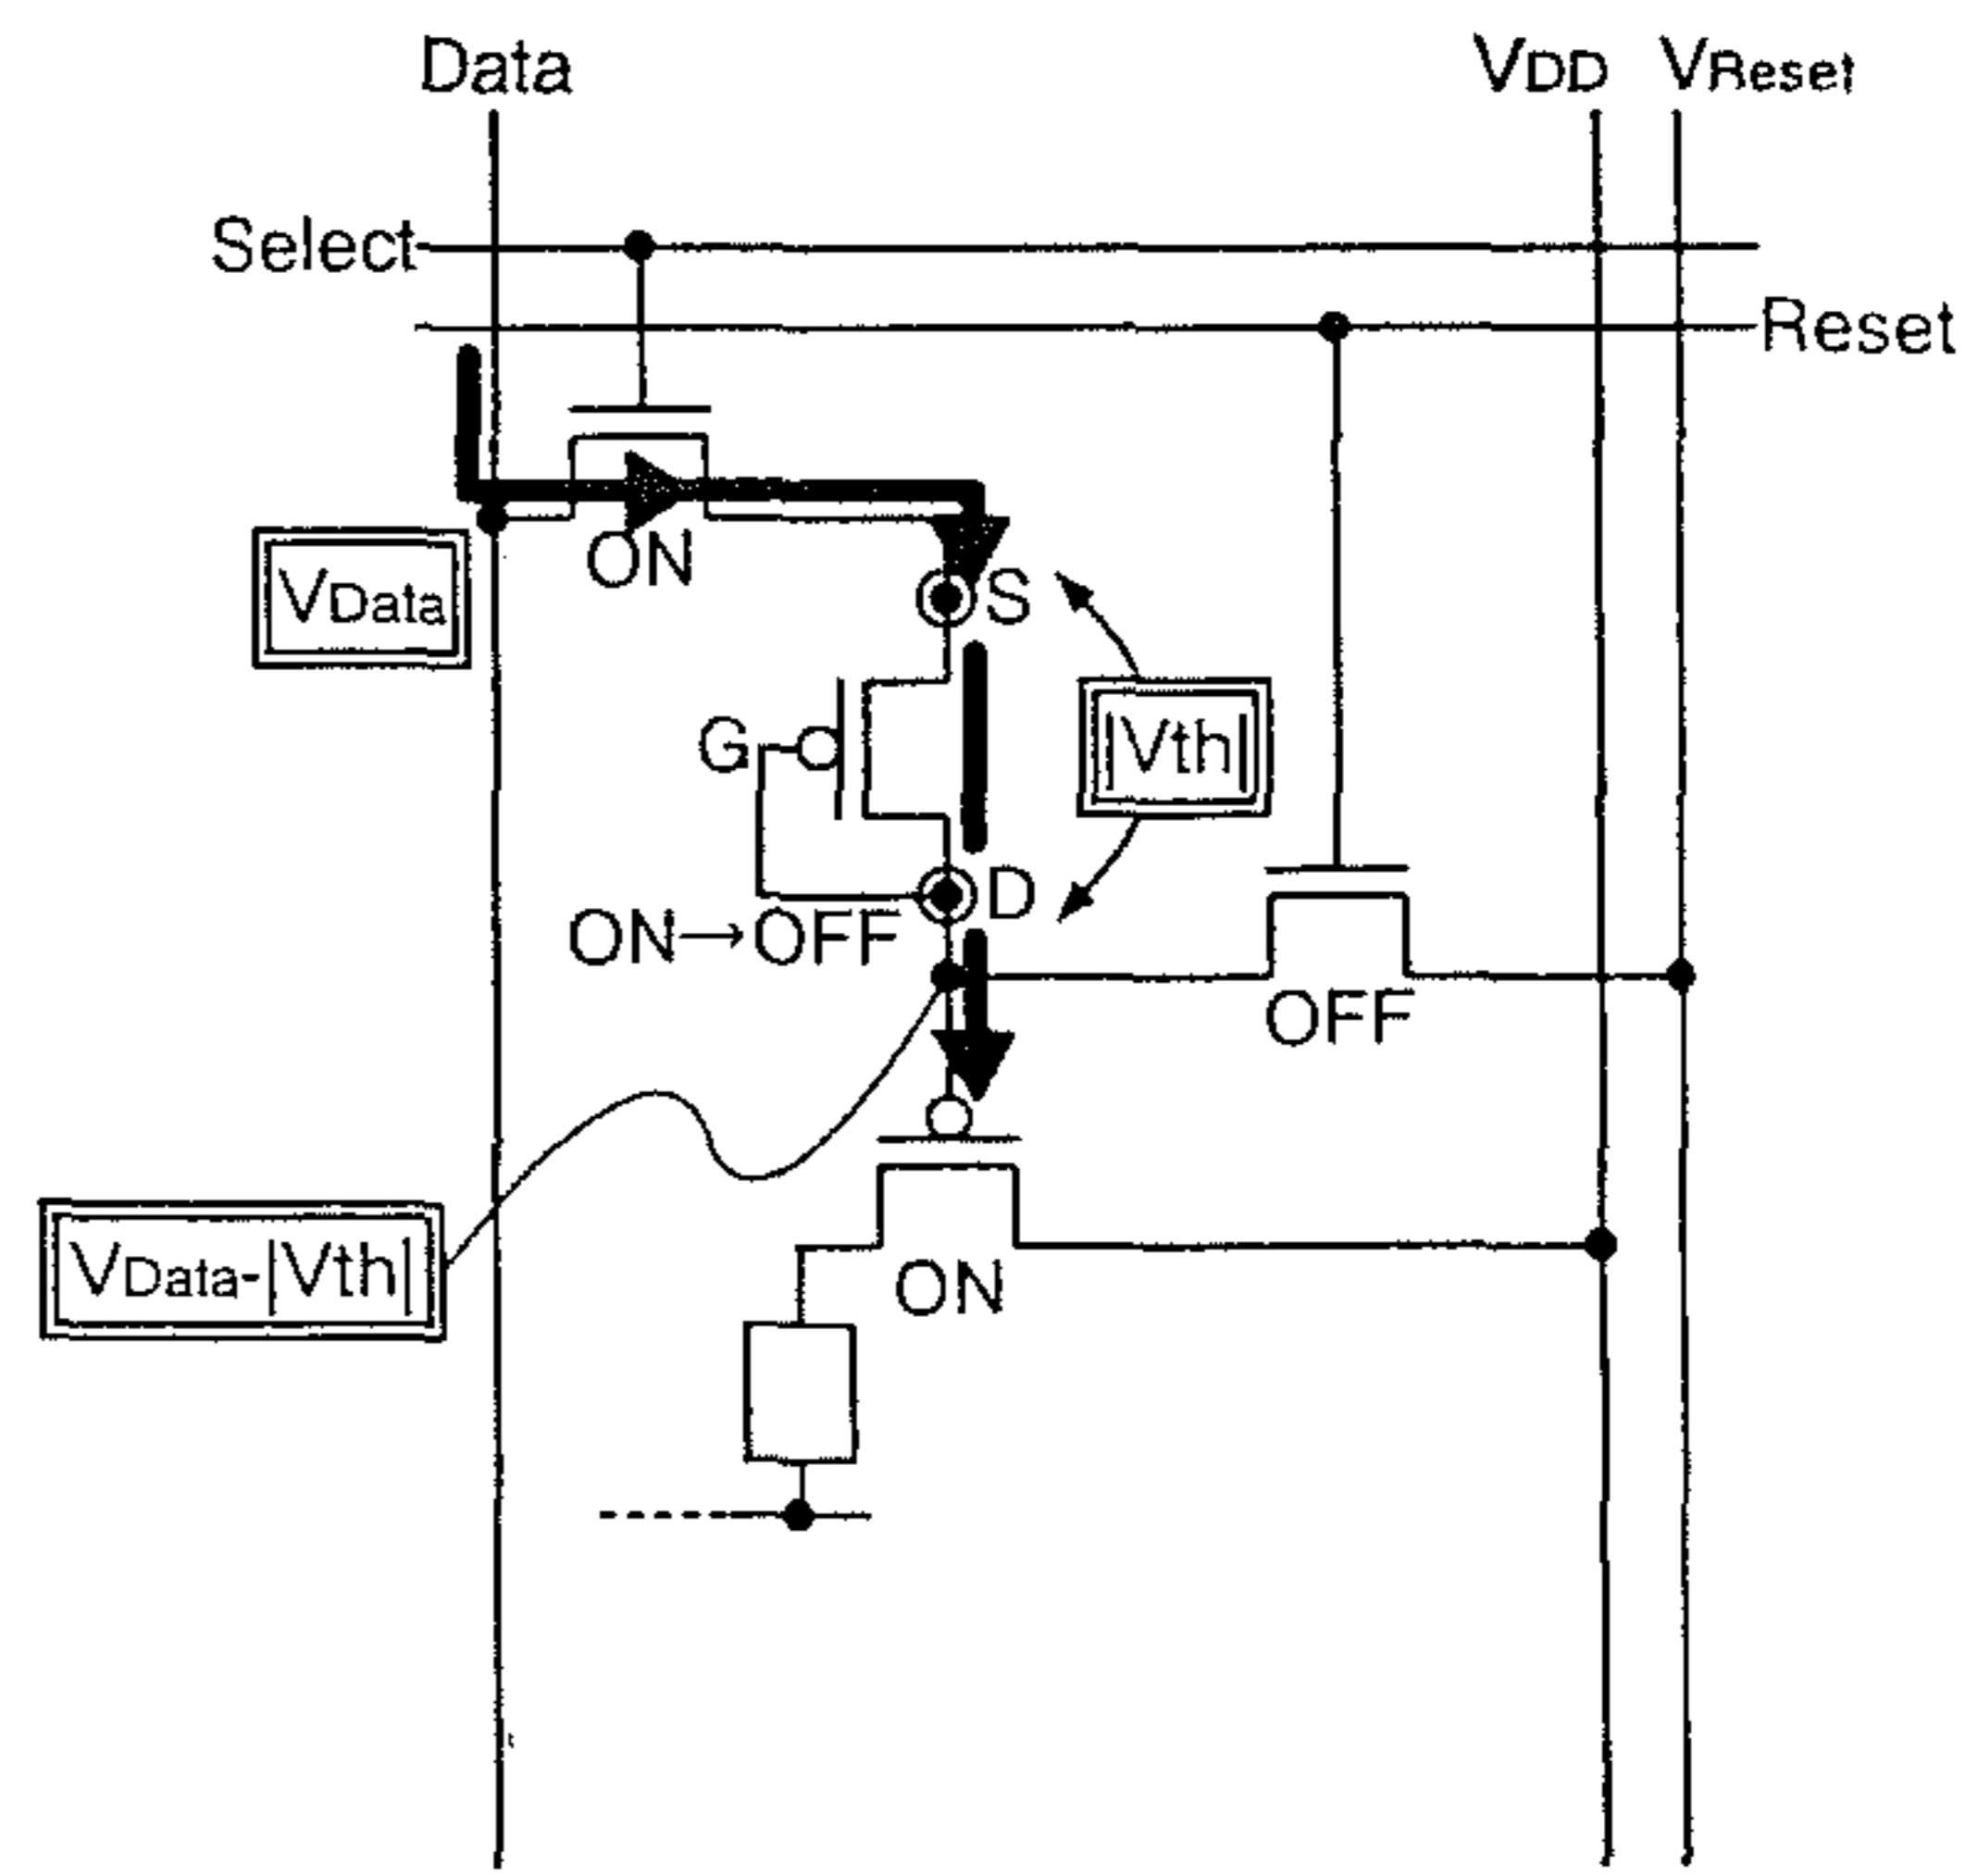 Data
VDD VReset
Select
Reset
ON
VData
S
|Vth|
G
D
ON→OFF
OFF
VData-|Vth|
ON